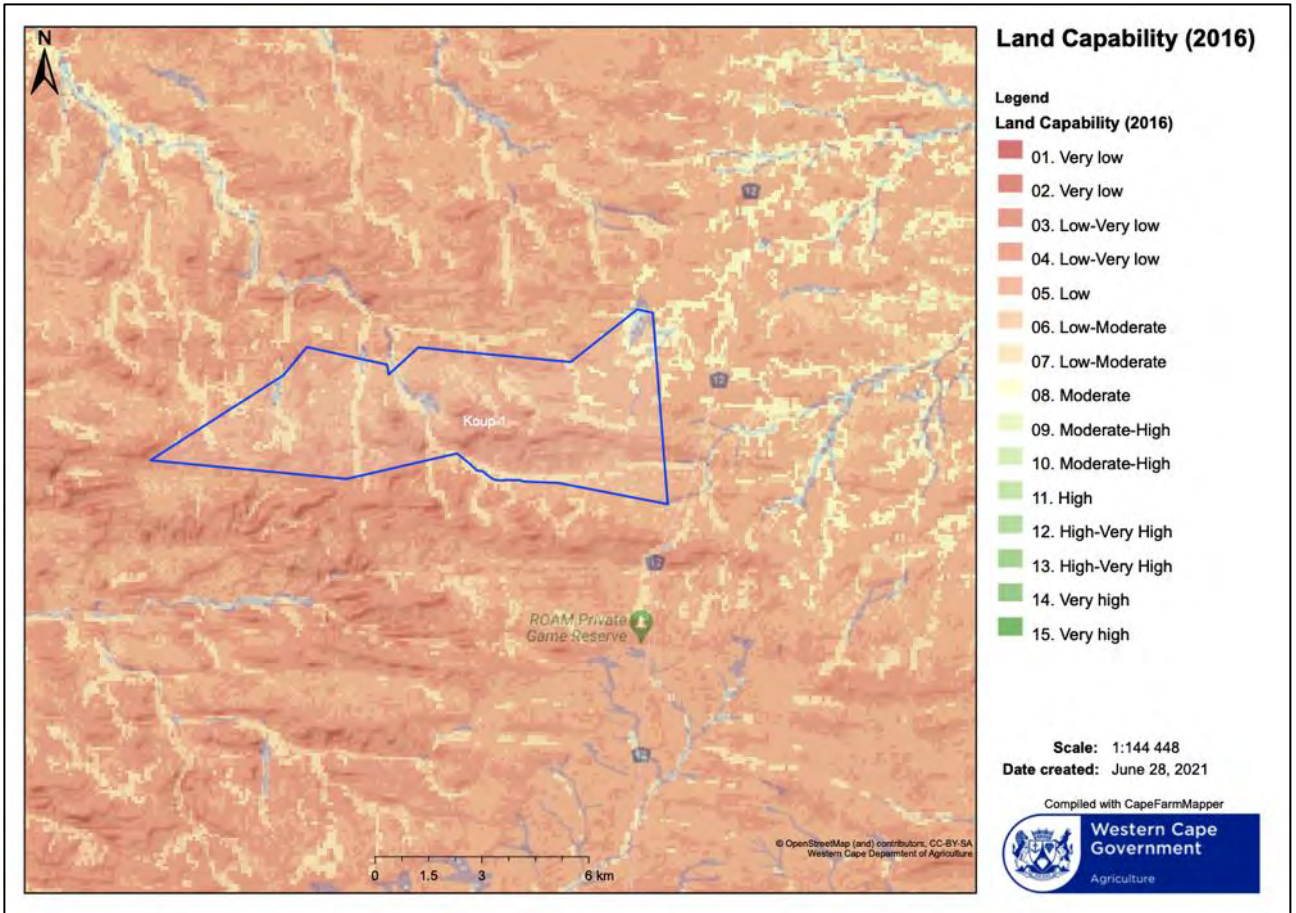 N
12
12
Koup 1
12
ROAM Private
Game Reserve
12
© OpenStreetMap (and) contributors, CC-BY-SA
Western Cape Department of Agriculture
0 1.5 3 6 km
Land Capability (2016)
Legend
Land Capability (2016)
01. Very low
02. Very low
03. Low-Very low
04. Low-Very low
05. Low
06. Low-Moderate
07. Low-Moderate
08. Moderate
09. Moderate-High
10. Moderate-High
11. High
12. High-Very High
13. High-Very High
14. Very high
15. Very high
Scale: 1:144 448
Date created: June 28, 2021
Compiled with CapeFarmMapper
Western Cape
Government
Agriculture